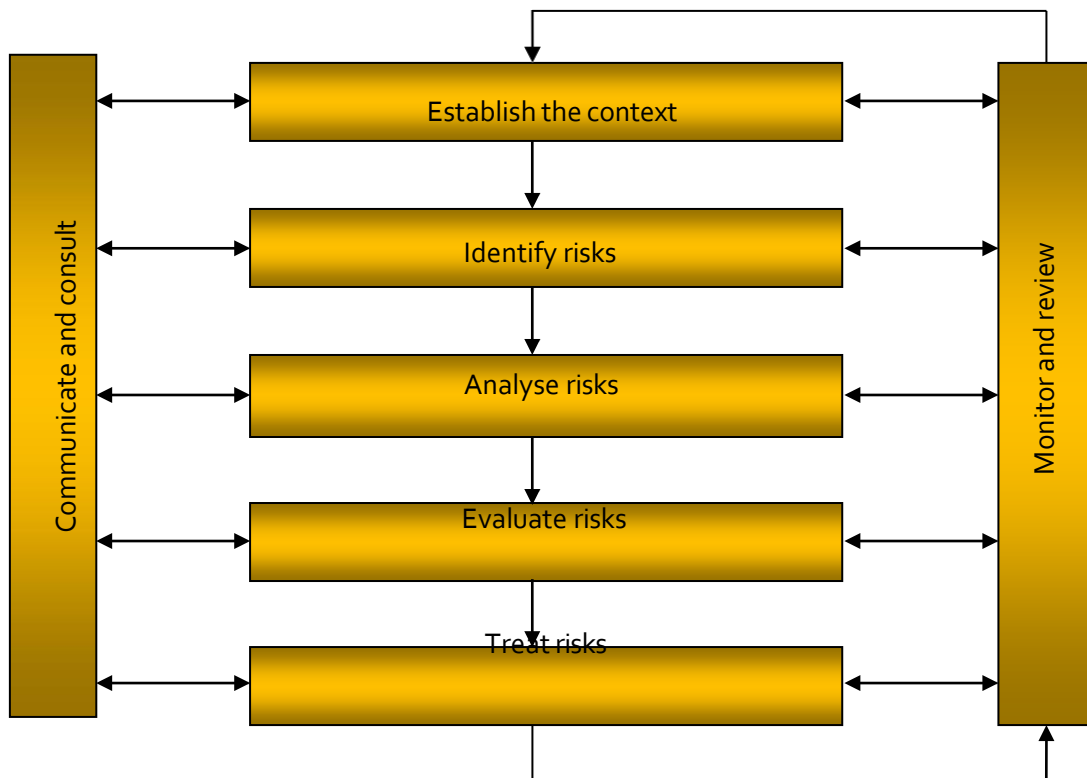 Establish the context
Communicate and consult
Identify risks
Monitor and review
Analyse risks
Evaluate risks
Treat risks